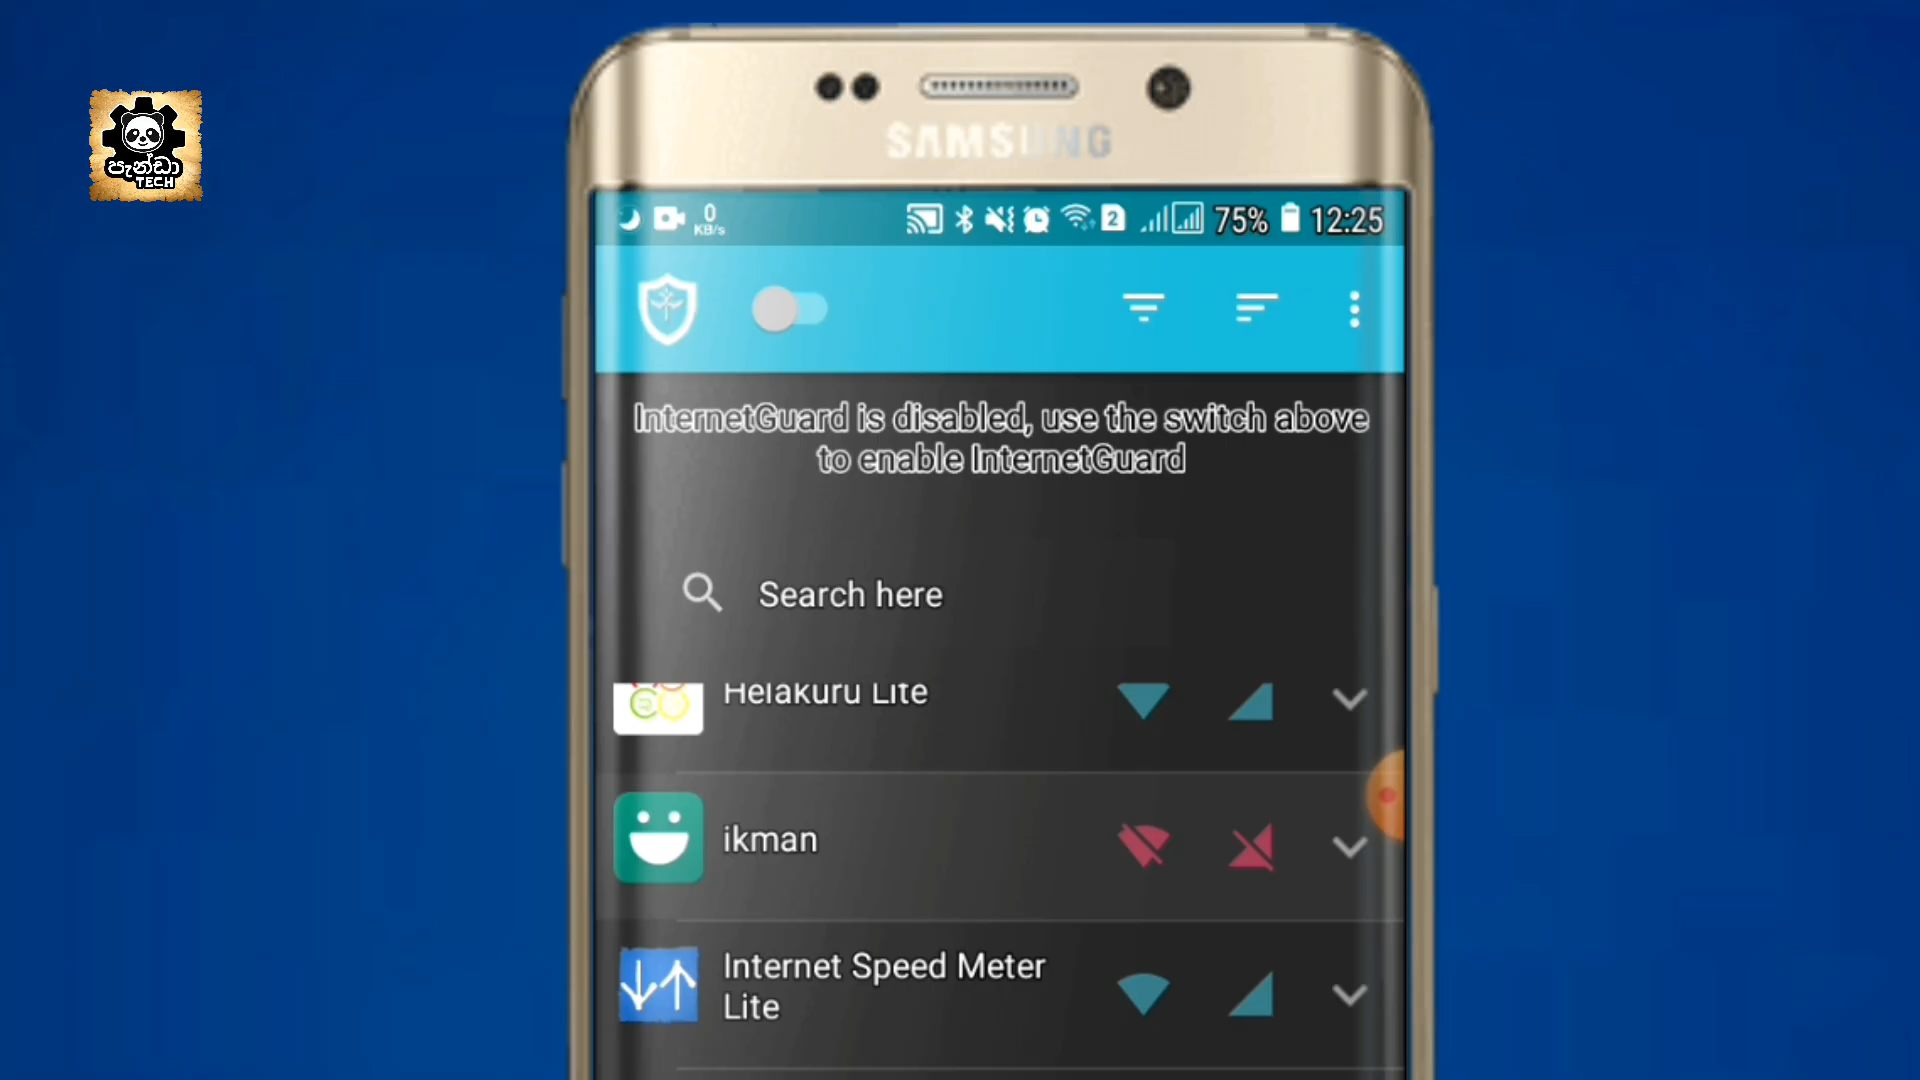 පැන්ඩා
TECH
SAMSUNG
0
KB/s
2
75%
12:25
InternetGuard is disabled, use the switch above
to enable InternetGuard
Search here
Helakuru Lite
ikman
Internet Speed Meter
Lite